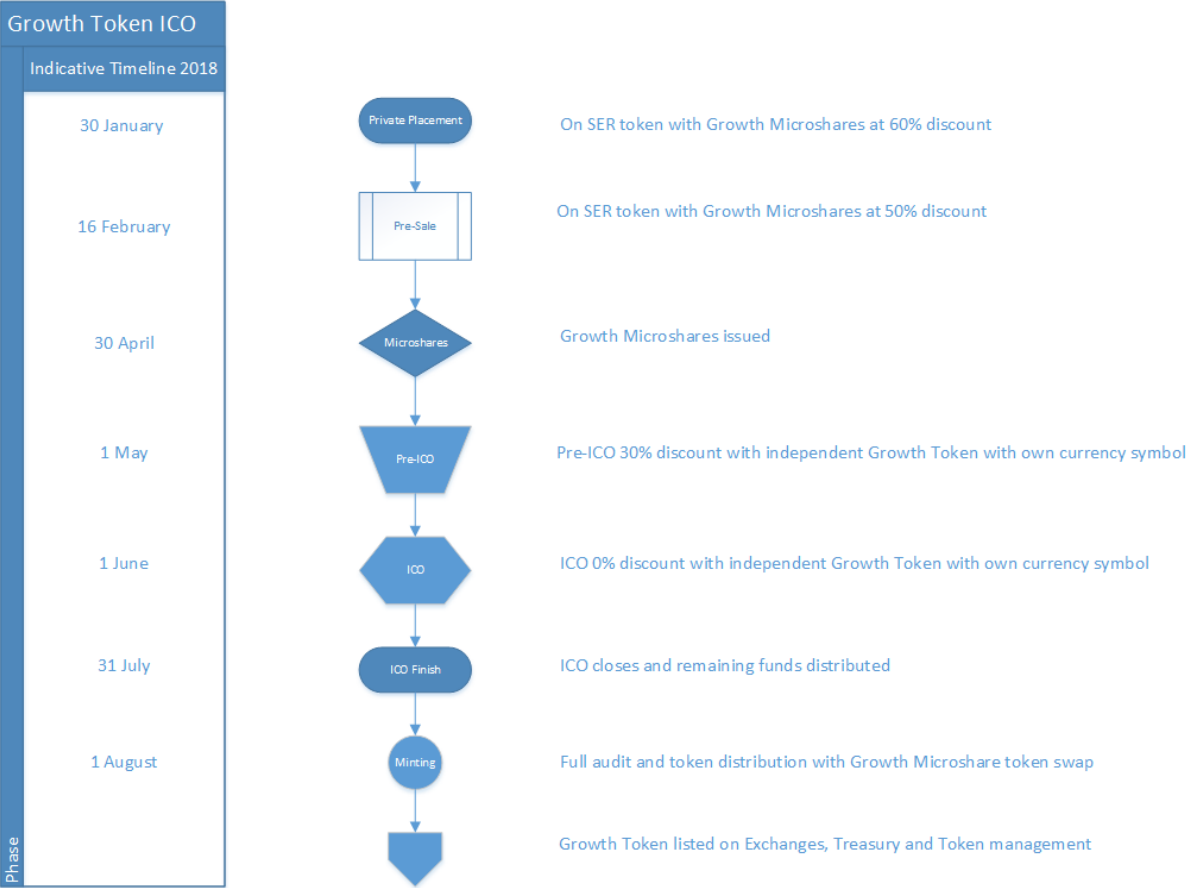 Growth Token ICO
Indicative Timeline 2018
30 January
Private Placement
On SER token with Growth Microshares at 60% discount
16 February
Pre-Sale
On SER token with Growth Microshares at 50% discount
30 April
Microshares
Growth Microshares issued
1 May
Pre-ICO
Pre-ICO 30% discount with independent Growth Token with own currency symbol
1 June
ICO
ICO 0% discount with independent Growth Token with own currency symbol
31 July
ICO Finish
ICO closes and remaining funds distributed
1 August
Minting
Full audit and token distribution with Growth Microshare token swap
Growth Token listed on Exchanges, Treasury and Token management
Phase